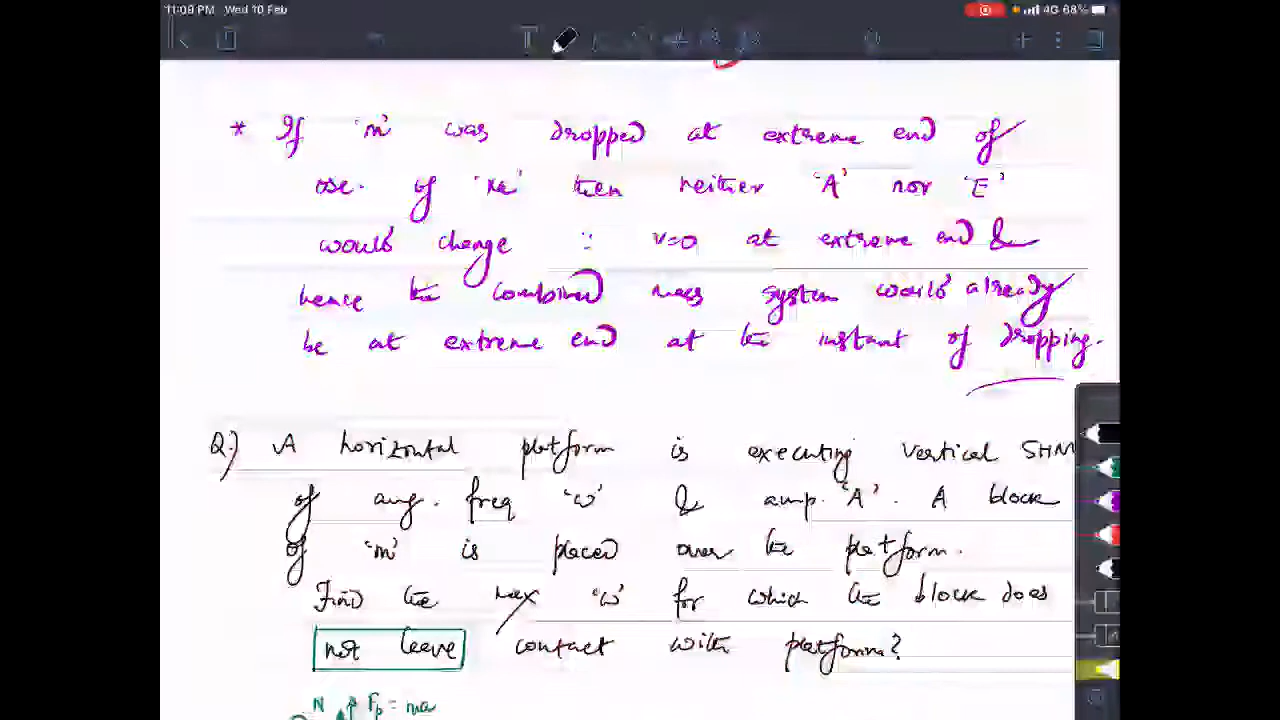 11:09 PM Wed 10 Feb 4G 68%
* If 'm' was dropped at extreme end of
osc. of then neither 'A' nor 'E'
would change ∵ v=0 at extreme end &
hence the combined mass system would already
be at extreme end at the instant of dropping.
Q.) A horizontal platform is executing vertical SHM
of ang. freq 'ω' & amp. 'A'. A block
of 'm' is placed over the platform.
Find the max 'ω' for which the block does
not leave contact with platform?
N ↑ Fp = ma